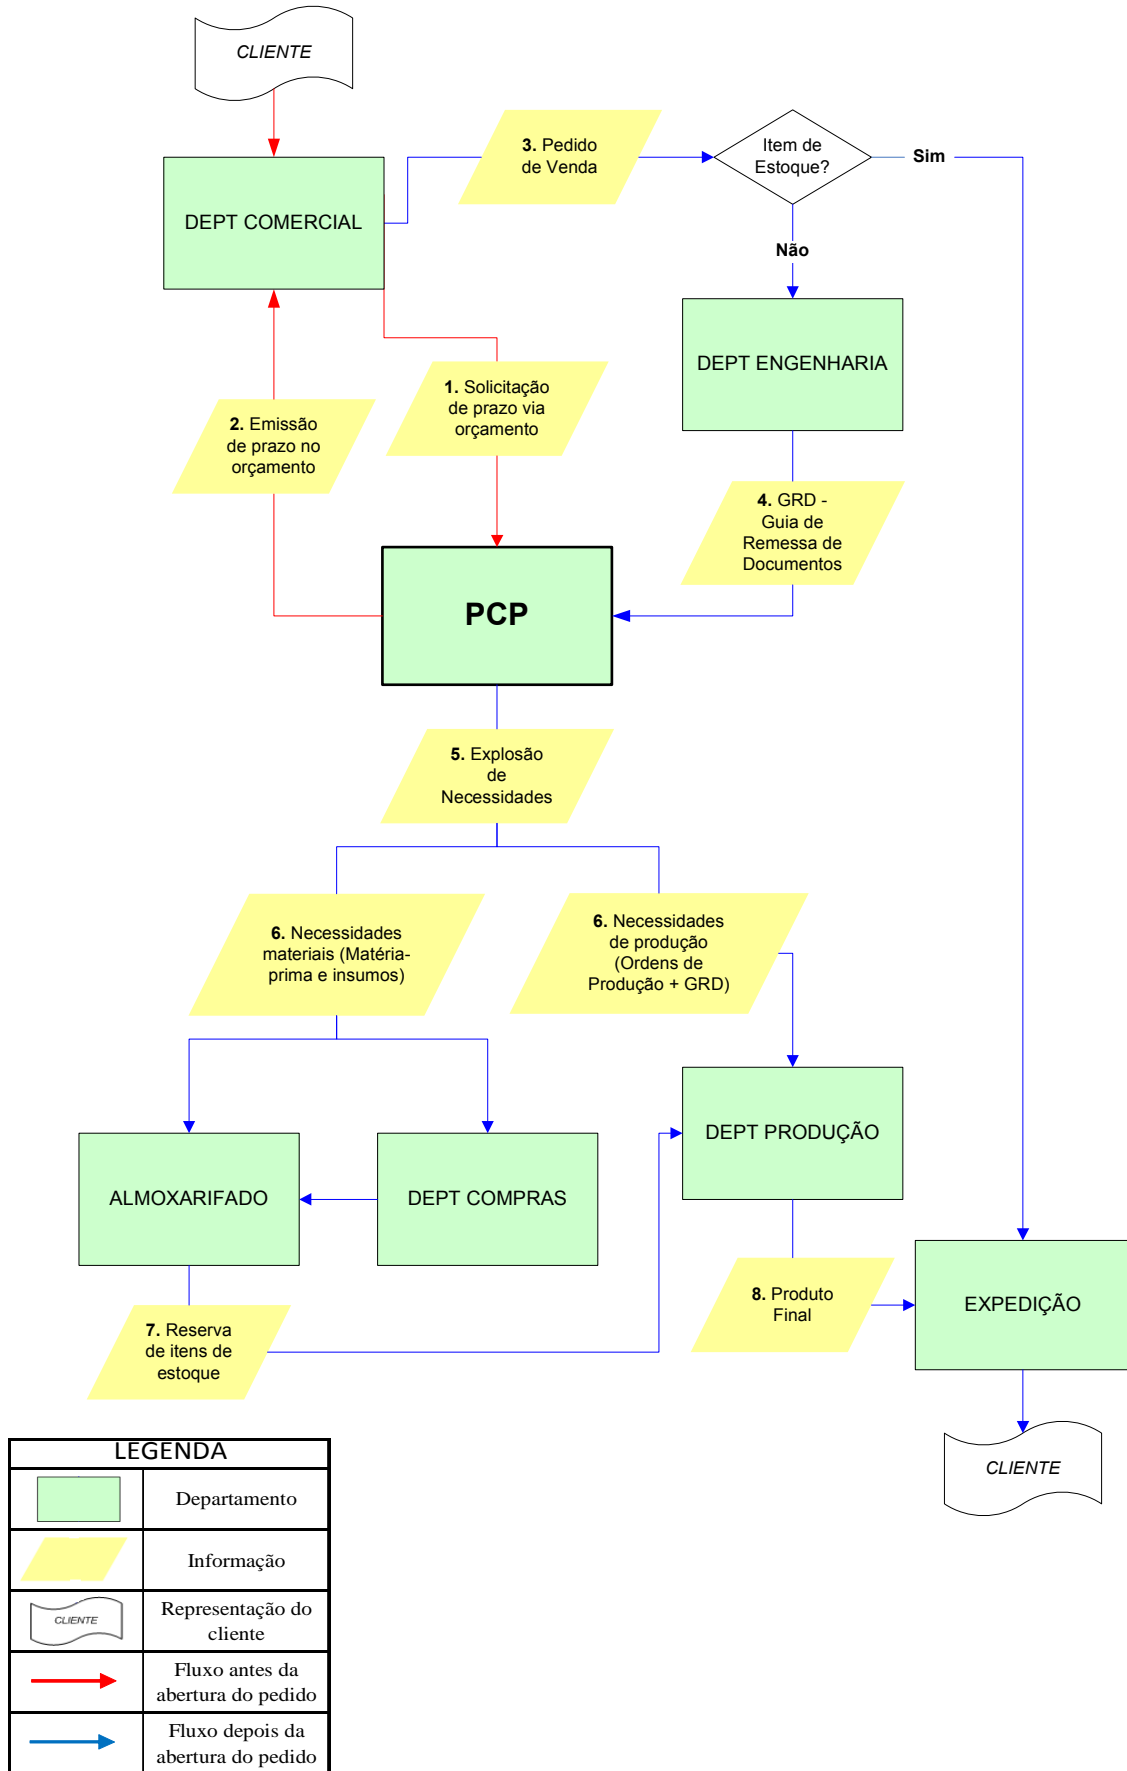 CLIENTE
3. Pedido
de Venda
Item de
Estoque?
Sim
DEPT COMERCIAL
Não
DEPT ENGENHARIA
1. Solicitação
de prazo via
orçamento
2. Emissão
de prazo no
orçamento
4. GRD -
Guia de
Remessa de
Documentos
PCP
5. Explosão
de
Necessidades
6. Necessidades
materiais (Matéria-
prima e insumos)
6. Necessidades
de produção
(Ordens de
Produção + GRD)
DEPT PRODUÇÃO
ALMOXARIFADO
DEPT COMPRAS
7. Reserva
de itens de
estoque
8. Produto
Final
EXPEDIÇÃO
CLIENTE
LEGENDA
Departamento
Informação
CLIENTE
Representação do
cliente
Fluxo antes da
abertura do pedido
Fluxo depois da
abertura do pedido